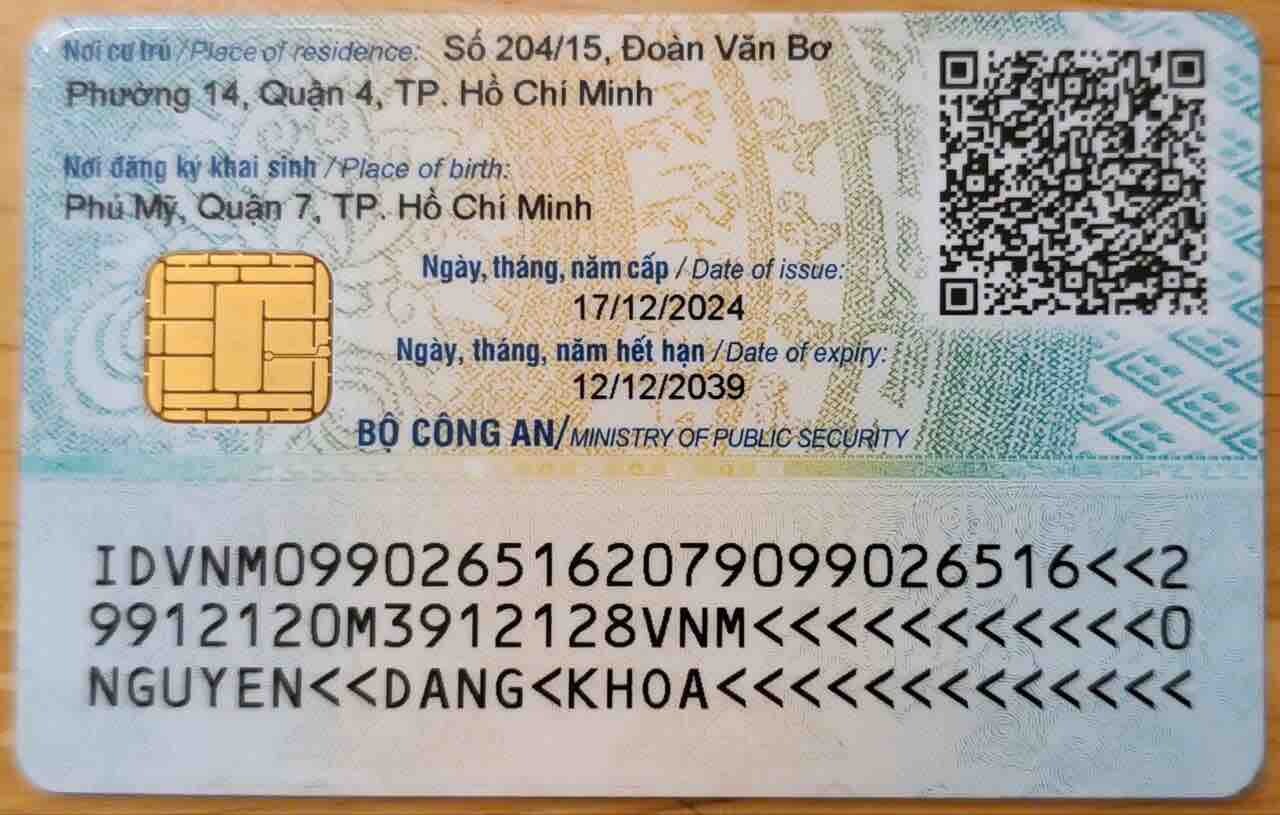 Nơi cư trú / Place of residence: Số 204/15, Đoàn Văn Bơ
Phường 14, Quận 4, TP. Hồ Chí Minh
Nơi đăng ký khai sinh / Place of birth:
Phú Mỹ, Quận 7, TP. Hồ Chí Minh
Ngày, tháng, năm cấp / Date of issue:
17/12/2024
Ngày, tháng, năm hết hạn / Date of expiry:
12/12/2039
BỘ CÔNG AN/MINISTRY OF PUBLIC SECURITY
IDVNM0990265162079099026516<<2
9912120M3912128VNM<<<<<<<<<<<0
NGUYEN<<DANG<KHOA<<<<<<<<<<<<<